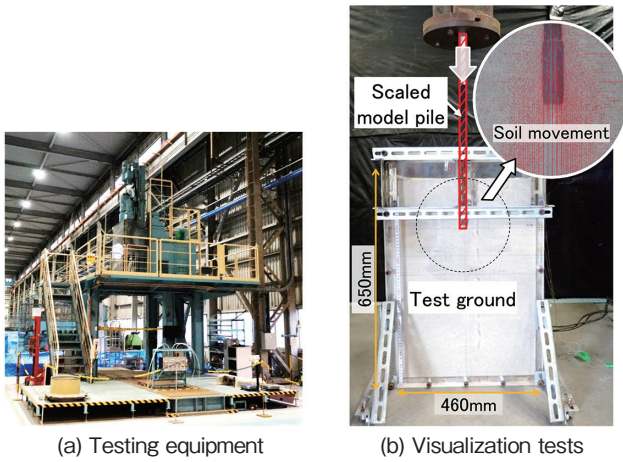 Scaled
model pile
Soil movement
Test ground
650mm
460mm
(a) Testing equipment
(b) Visualization tests